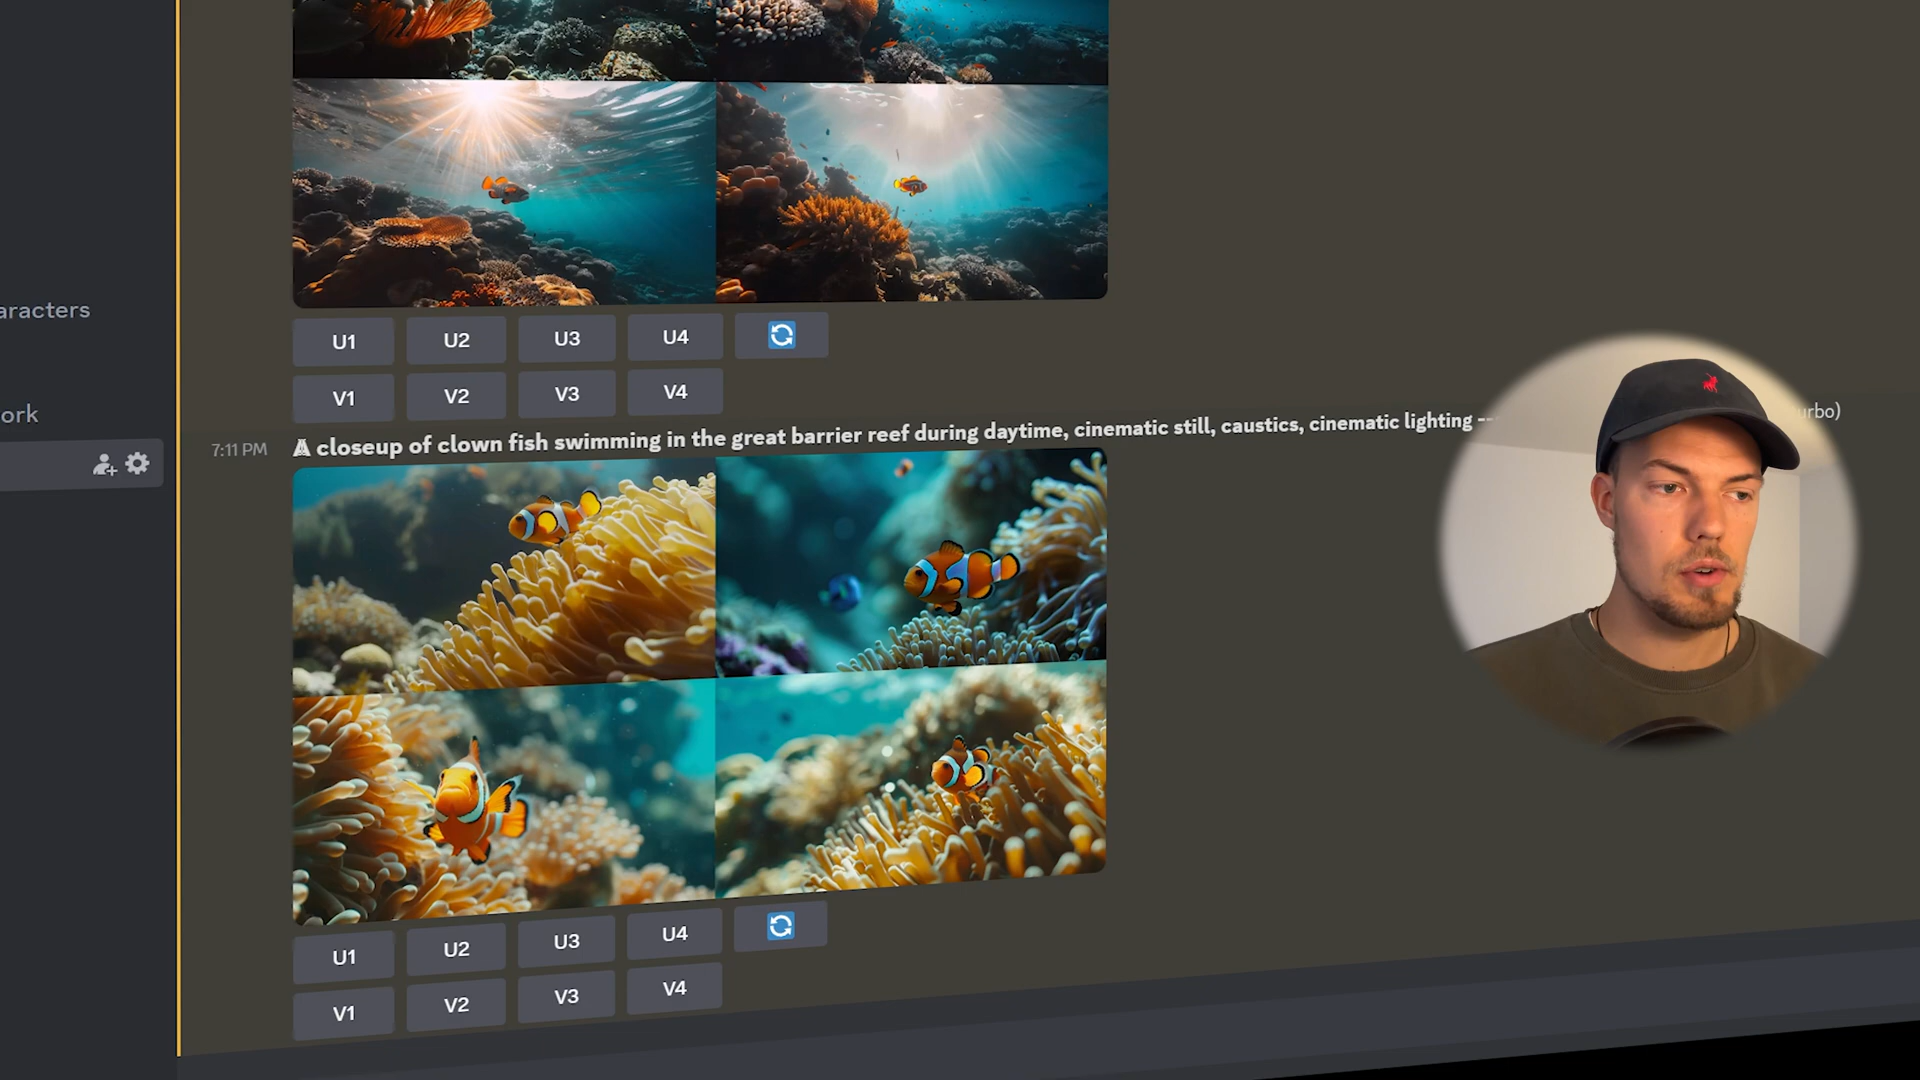 aracters
ork
U1 U2 U3 U4
V1 V2 V3 V4
7:11 PM A closeup of clown fish swimming in the great barrier reef during daytime, cinematic still, caustics, cinematic lighting -- urbo)
U1 U2 U3 U4
V1 V2 V3 V4